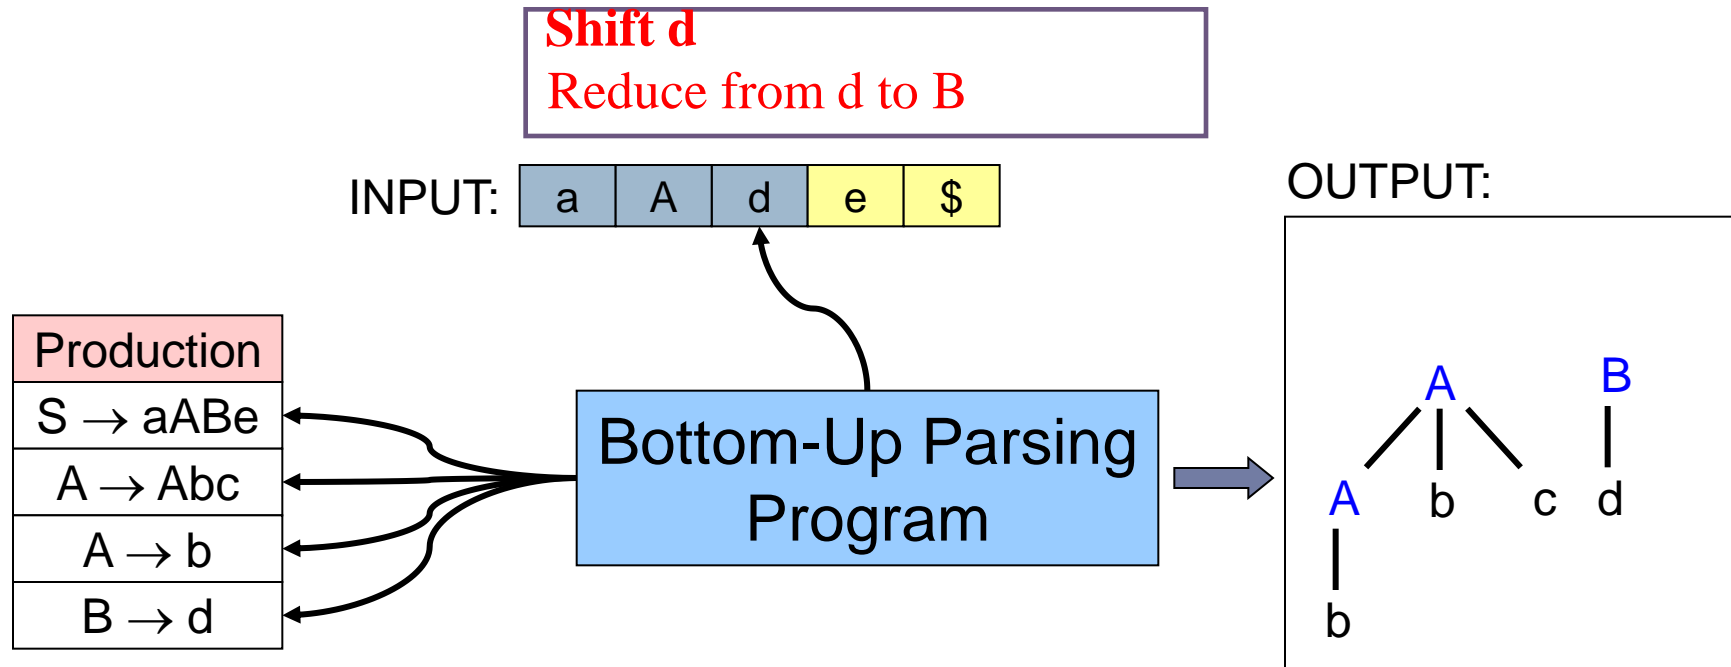 Shift d
Reduce from d to B
INPUT: a A d e $
OUTPUT:
Production
S → aABe
A → Abc
A → b
B → d
Bottom-Up Parsing
Program
A B
A b c d
b